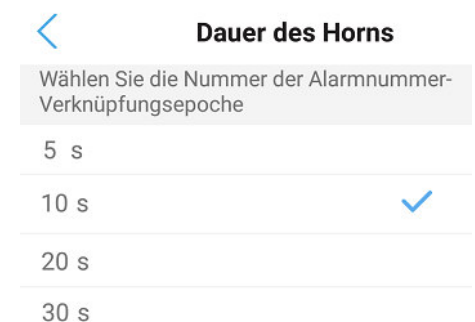 Dauer des Horns
Wählen Sie die Nummer der Alarmnummer-
Verknüpfungsepoche
5 s
10 s
20 s
30 s